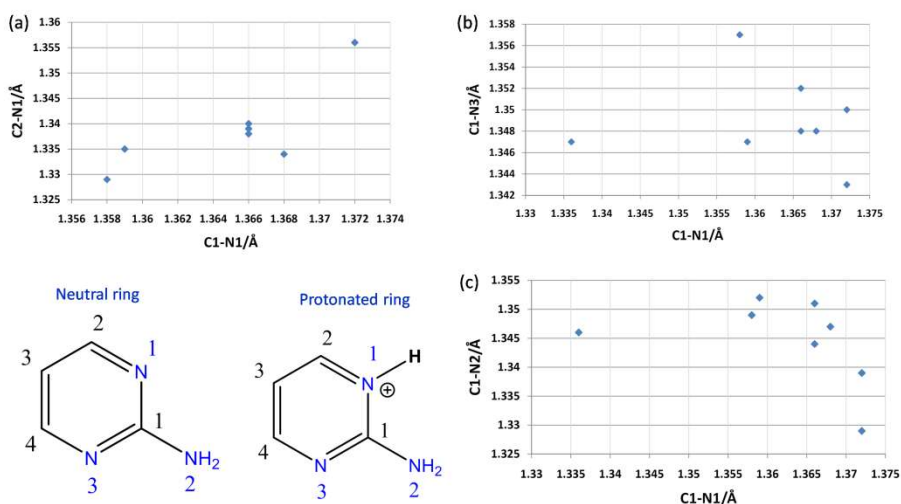 (a)
1.36
1.355
1.35
1.345
1.34
1.335
1.33
1.325
C2-N1/Å
1.356 1.358 1.36 1.362 1.364 1.366 1.368 1.37 1.372 1.374
C1-N1/Å
(b)
1.358
1.356
1.354
1.352
1.35
1.348
1.346
1.344
1.342
C1-N3/Å
1.33 1.335 1.34 1.345 1.35 1.355 1.36 1.365 1.37 1.375
C1-N1/Å
Neutral ring
2
3
1
N
4
1
N
NH2
3
2
Protonated ring
2
1
H
3
N
⊕
4
1
N
NH2
3
2
(c)
1.355
1.35
1.345
1.34
1.335
1.33
1.325
C1-N2/Å
1.33 1.335 1.34 1.345 1.35 1.355 1.36 1.365 1.37 1.375
C1-N1/Å